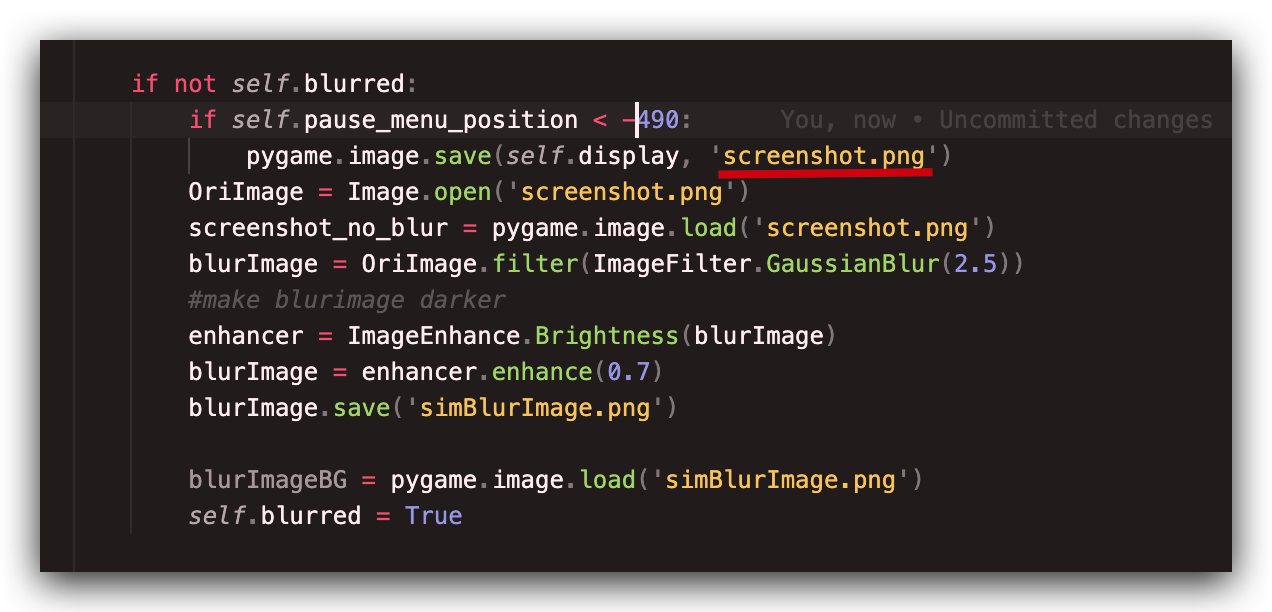 if not self.blurred:
if self.pause_menu_position < -490: You, now • Uncommitted changes
pygame.image.save(self.display, 'screenshot.png')
OriImage = Image.open('screenshot.png')
screenshot_no_blur = pygame.image.load('screenshot.png')
blurImage = OriImage.filter(ImageFilter.GaussianBlur(2.5))
#make blurimage darker
enhancer = ImageEnhance.Brightness(blurImage)
blurImage = enhancer.enhance(0.7)
blurImage.save('simBlurImage.png')
blurImageBG = pygame.image.load('simBlurImage.png')
self.blurred = True